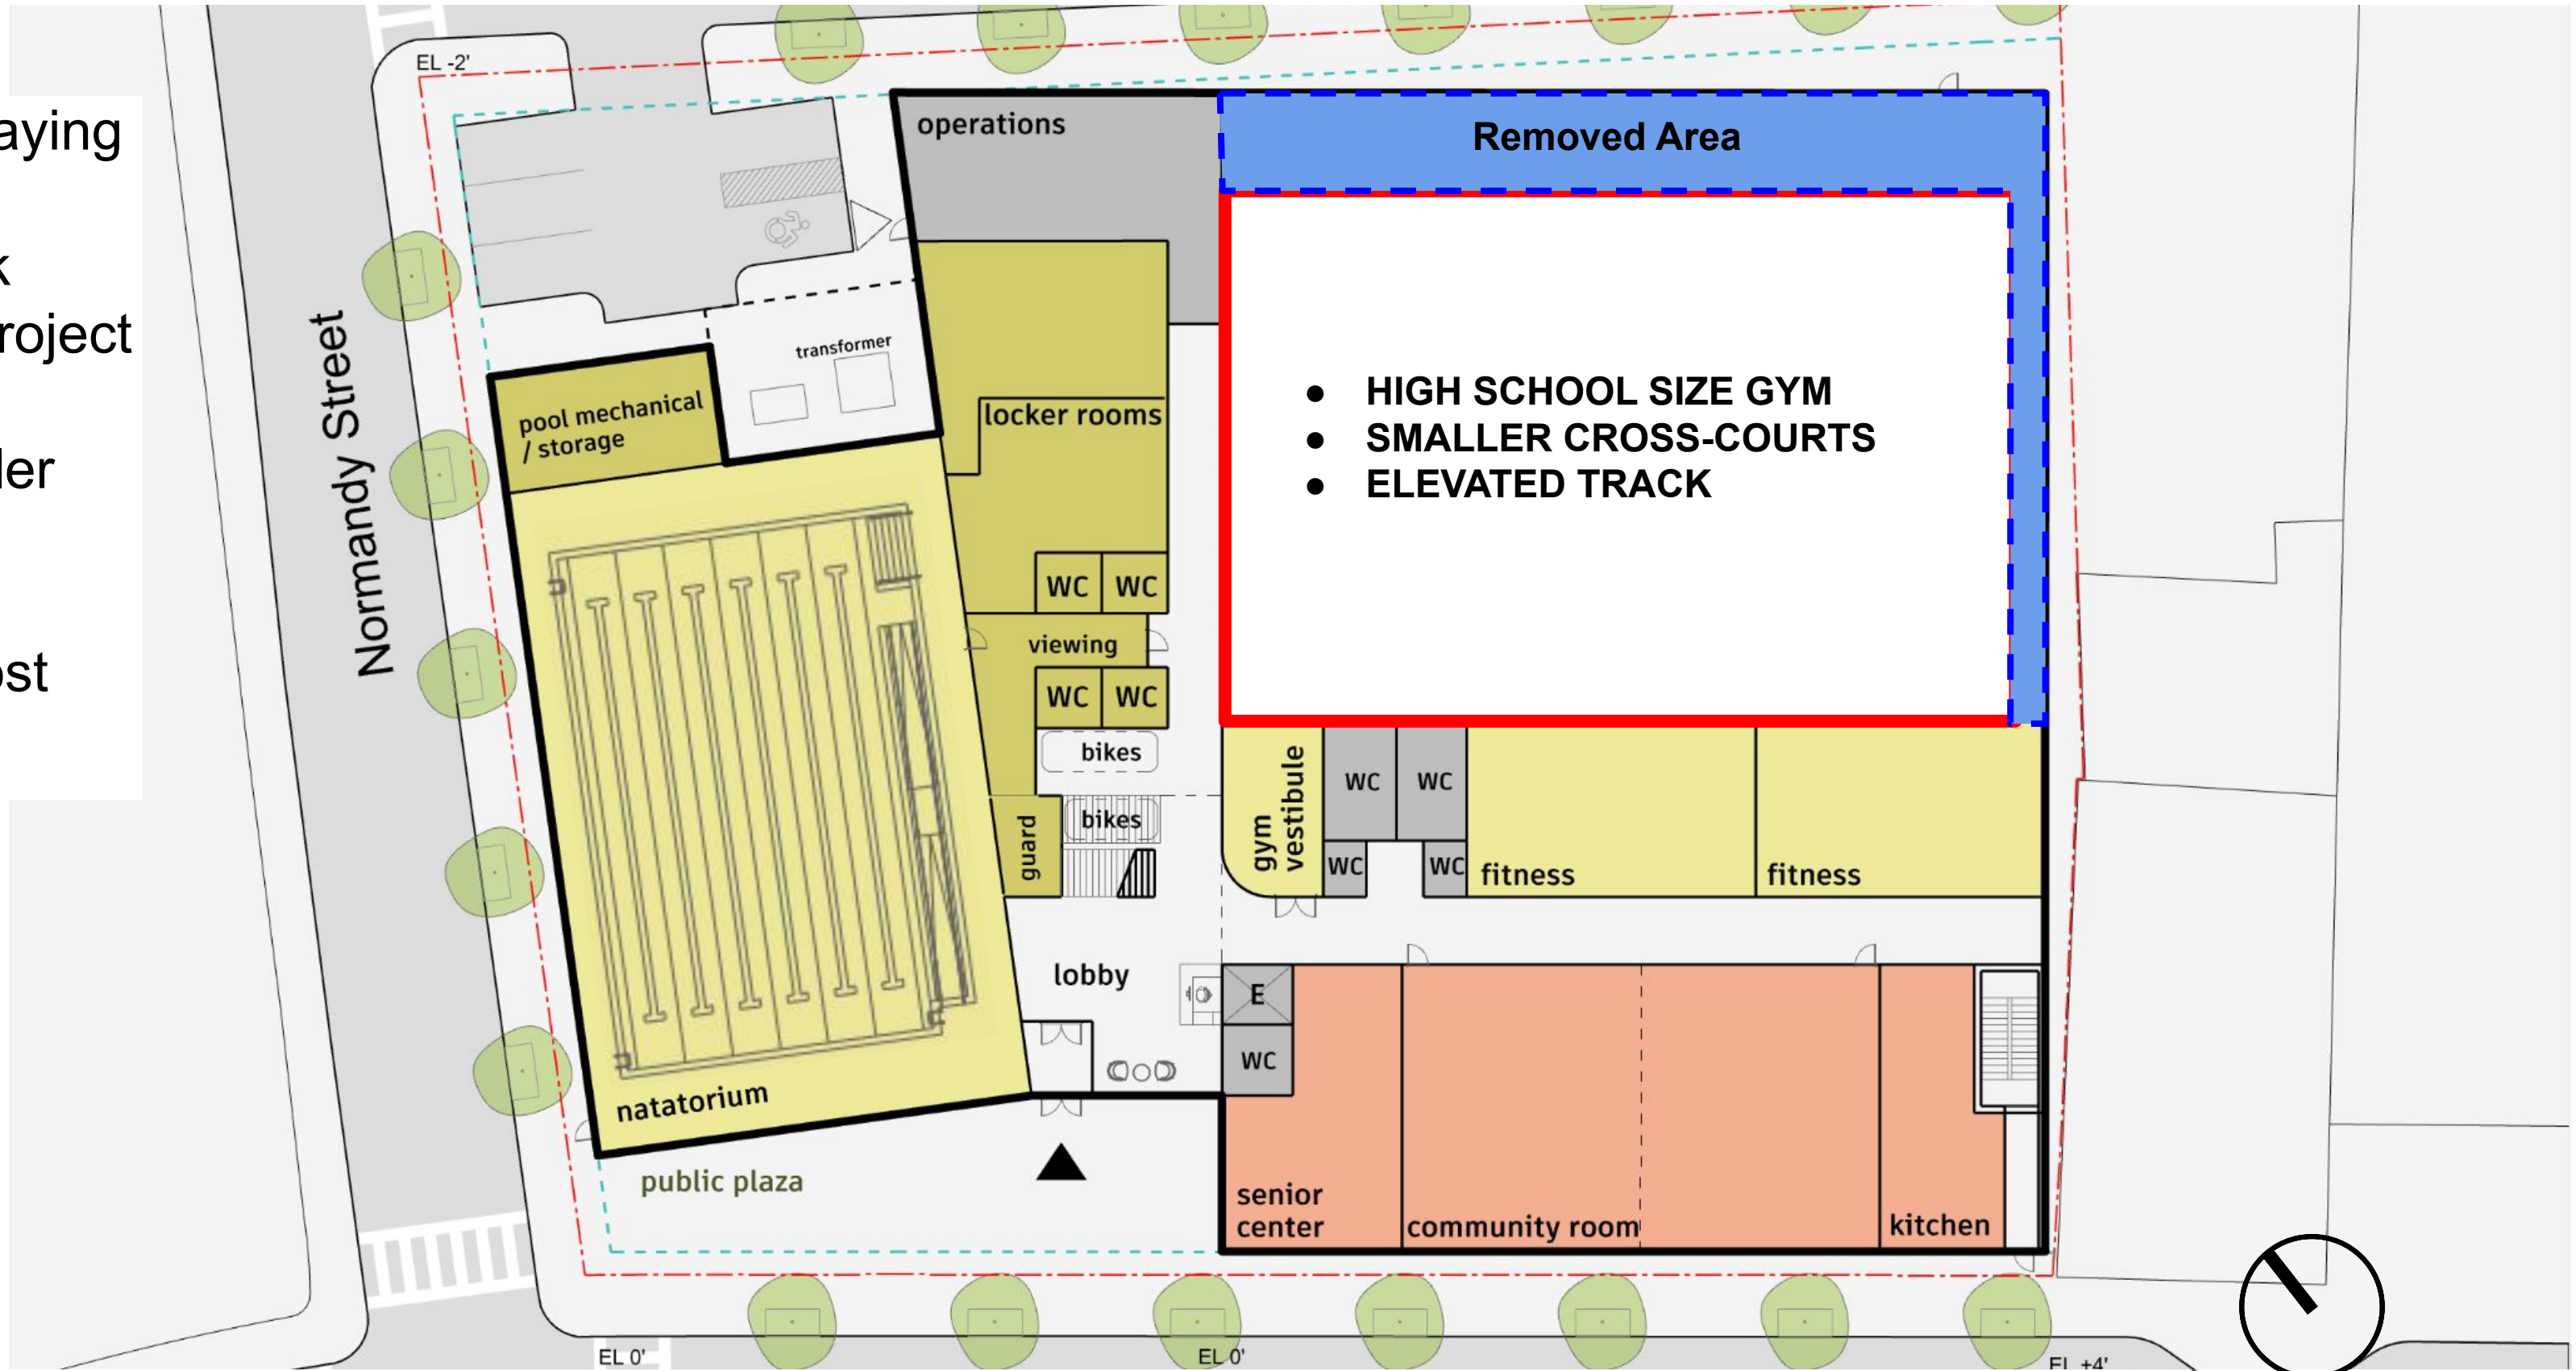 EL -2'
aying
k
roject
ler
ost
Normandy Street
operations
Removed Area
transformer
pool mechanical
/ storage
locker rooms
● HIGH SCHOOL SIZE GYM
● SMALLER CROSS-COURTS
● ELEVATED TRACK
WC WC
viewing
WC WC
bikes
bikes
guard
gym
vestibule
WC WC
WC WC
fitness
fitness
lobby
E
WC
natatorium
public plaza
senior
center
community room
kitchen
EL 0'
EL 0'
EL +4'